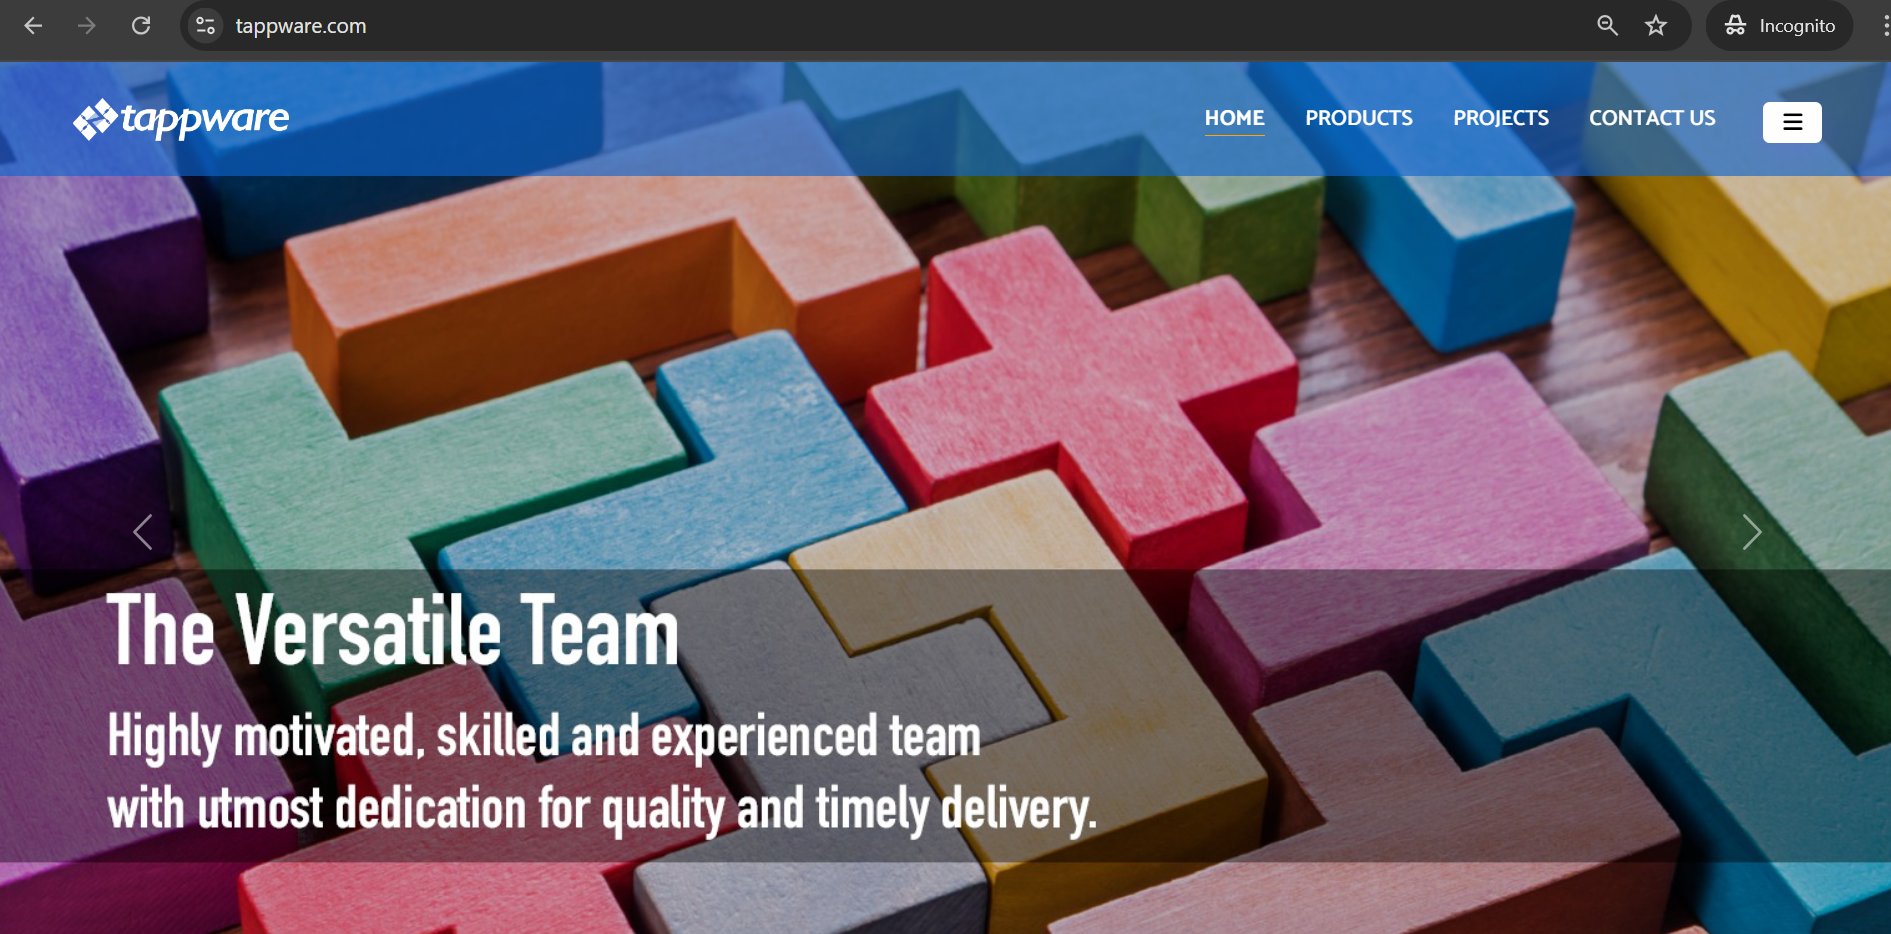 tappware.com
Incognito
tappware
HOME PRODUCTS PROJECTS CONTACT US
The Versatile Team
Highly motivated, skilled and experienced team
with utmost dedication for quality and timely delivery.